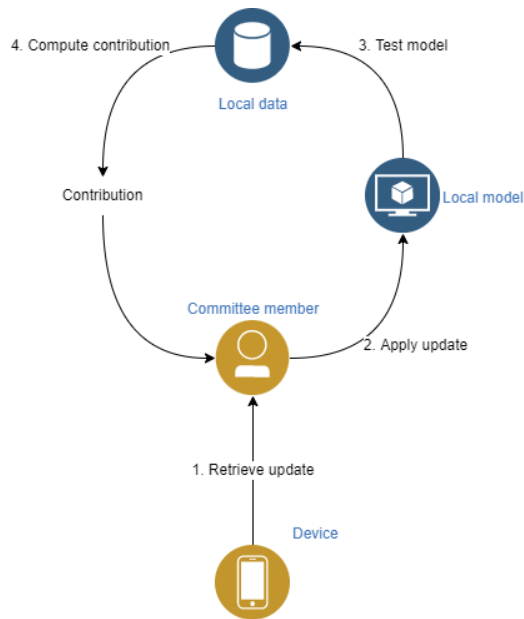 4. Compute contribution
3. Test model
Local data
Contribution
Local model
Committee member
2. Apply update
1. Retrieve update
Device